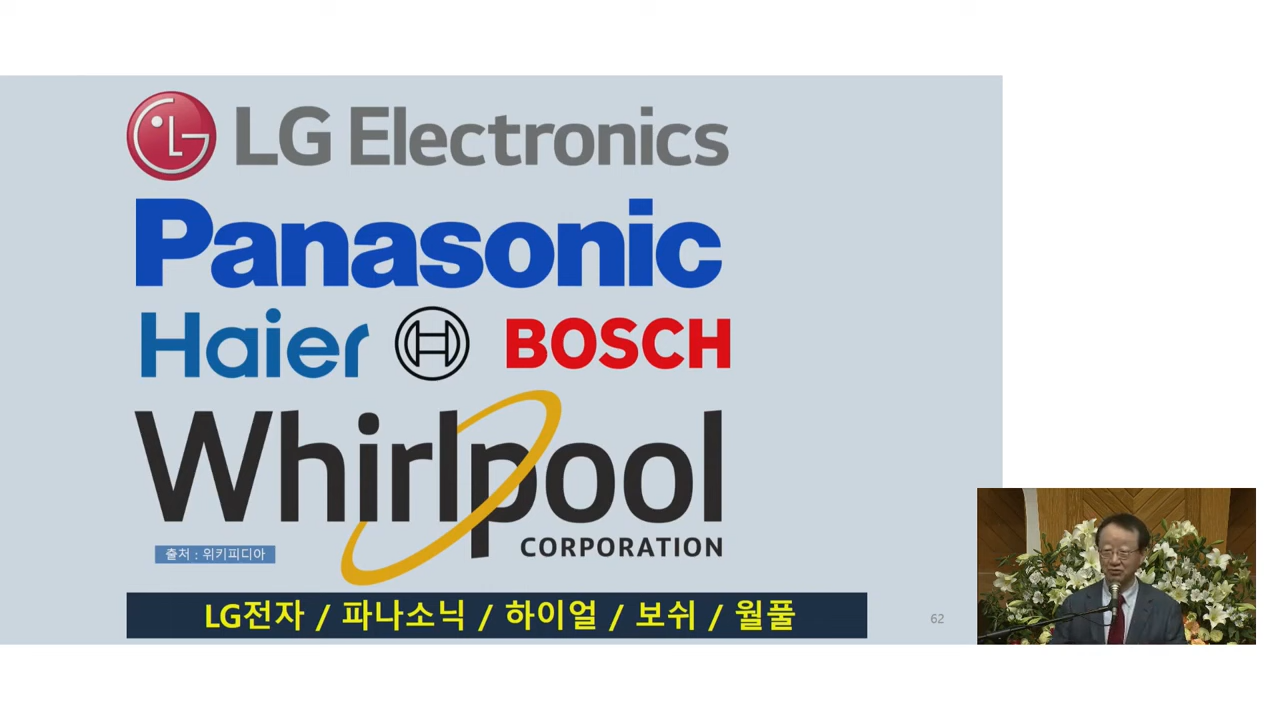 LG Electronics
Panasonic
Haier BOSCH
Whirlpool
CORPORATION
출처 : 위키피디아
LG전자 / 파나소닉 / 하이얼 / 보쉬 / 월풀
62